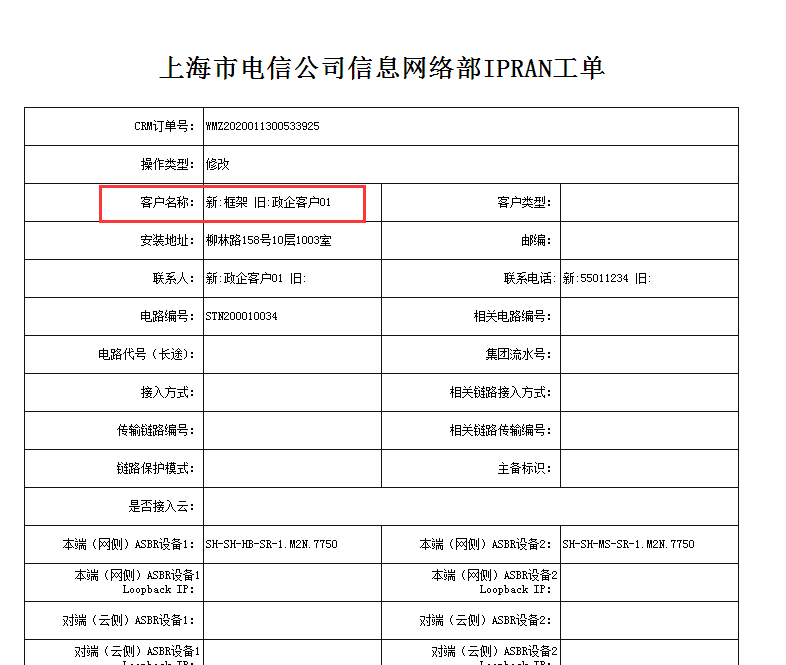 上海市电信公司信息网络部IPRAN工单
CRM订单号: WMZ2020011300533925
操作类型: 修改
客户名称: 新:框架 旧:政企客户01 客户类型:
安装地址: 柳林路158号10层1003室 邮编:
联系人: 新:政企客户01 旧: 联系电话: 新:55011234 旧:
电路编号: STN200010034 相关电路编号:
电路代号（长途): 集团流水号:
接入方式: 相关链路接入方式:
传输链路编号: 相关链路传输编号:
链路保护模式: 主备标识:
是否接入云:
本端（网侧）ASBR设备1: SH-SH-HB-SR-1.M2N.7750 本端（网侧）ASBR设备2: SH-SH-MS-SR-1.M2N.7750
本端（网侧）ASBR设备1 本端（网侧）ASBR设备2
Loopback IP: Loopback IP:
对端（云侧）ASBR设备1: 对端（云侧）ASBR设备2:
对端（云侧）ASBR设备1 对端（云侧）ASBR设备2
Loopback IP: Loopback IP: